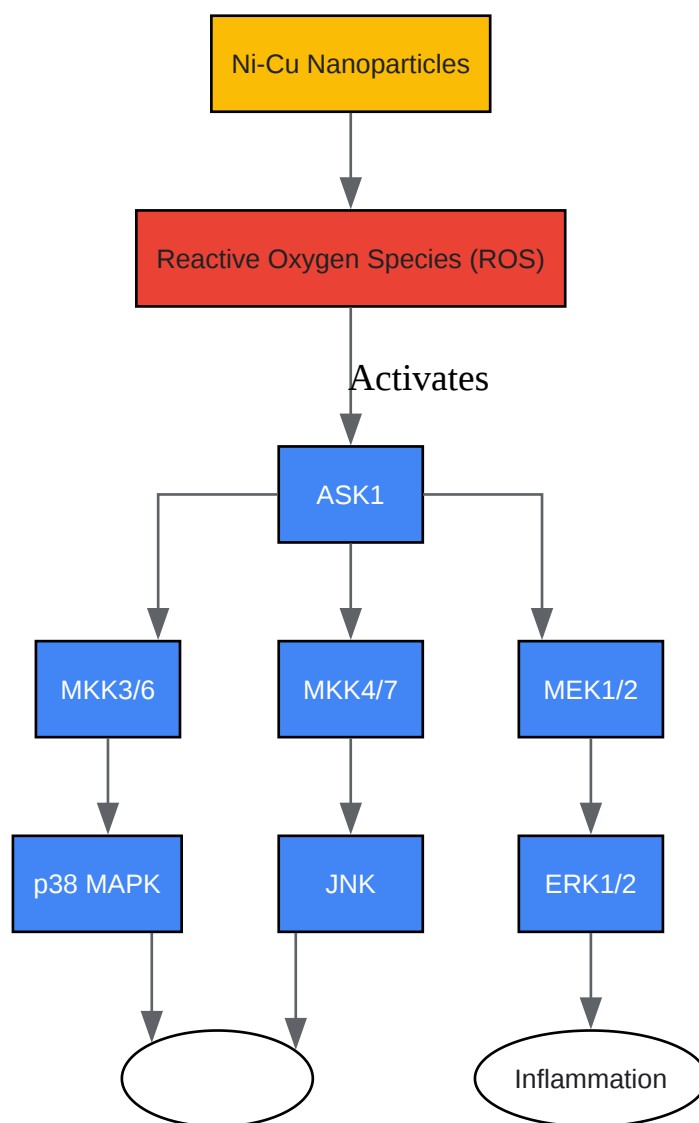 Ni-Cu Nanoparticles
Reactive Oxygen Species (ROS)
Activates
ASK1
MKK3/6
MKK4/7
MEK1/2
p38 MAPK
JNK
ERK1/2
Inflammation